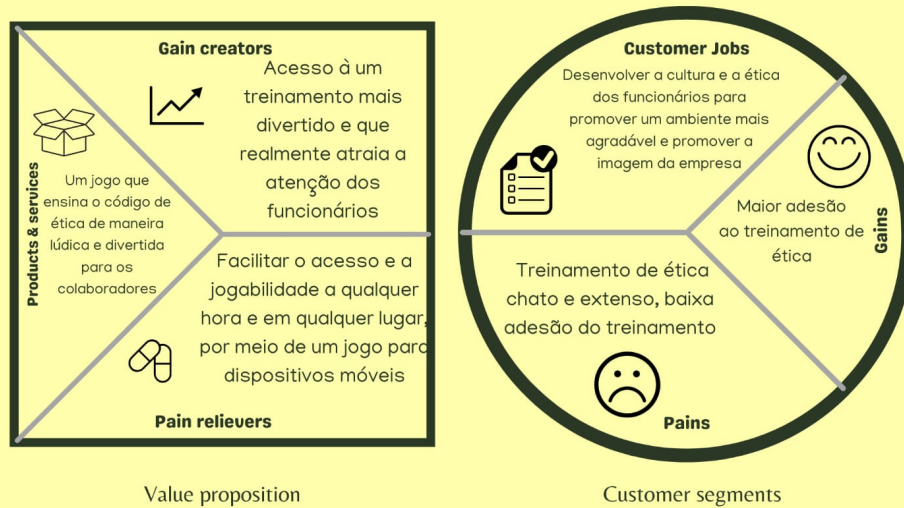 Gain creators
Acesso à um
treinamento mais
divertido e que
realmente atraia a
atenção dos
funcionários
Products & services
Um jogo que
ensina o código de
ética de maneira
lúdica e divertida
para os
colaboradores
Facilitar o acesso e a
jogabilidade a qualquer
hora e em qualquer lugar,
por meio de um jogo para
dispositivos móveis
Pain relievers
Value proposition
Customer Jobs
Desenvolver a cultura e a ética
dos funcionários para
promover um ambiente mais
agradável e promover a
imagem da empresa
Maior adesão
ao treinamento de
ética
Gains
Treinamento de ética
chato e extenso, baixa
adesão do treinamento
Pains
Customer segments